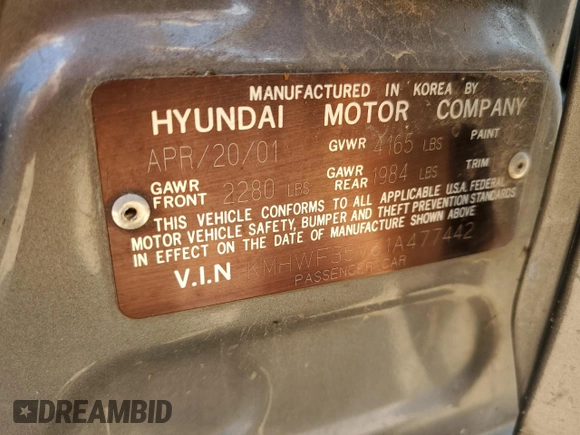 MANUFACTURED IN KOREA BY
HYUNDAI MOTOR COMPANY
APR/20/01 GVWR 4165 LBS PAINT
GAWR FRONT 2280 LBS GAWR REAR 1984 LBS TRIM
THIS VEHICLE CONFORMS TO ALL APPLICABLE U.S.A. FEDERAL
MOTOR VEHICLE SAFETY, BUMPER AND THEFT PREVENTION STANDARDS
IN EFFECT ON THE DATE OF MANUFACTURE SHOWN ABOVE
V.I.N
PASSENGER CAR
DREAMBID